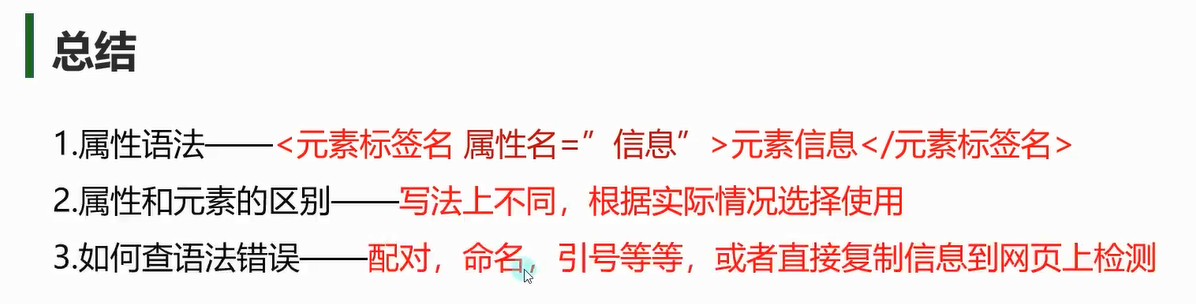 总结
1.属性语法——<元素标签名 属性名=”信息”>元素信息</元素标签名>
2.属性和元素的区别——写法上不同，根据实际情况选择使用
3.如何查语法错误——配对，命名，引号等等，或者直接复制信息到网页上检测